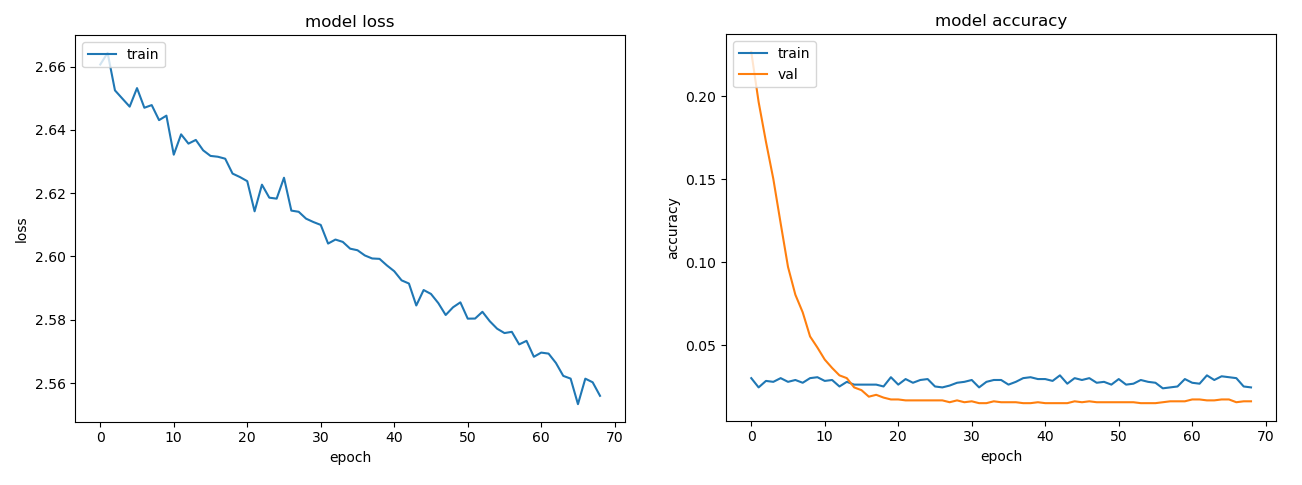 model loss
train
2.66
2.64
2.62
2.60
2.58
2.56
loss
0 10 20 30 40 50 60 70
epoch
model accuracy
train
val
0.20
0.15
0.10
0.05
accuracy
0 10 20 30 40 50 60 70
epoch